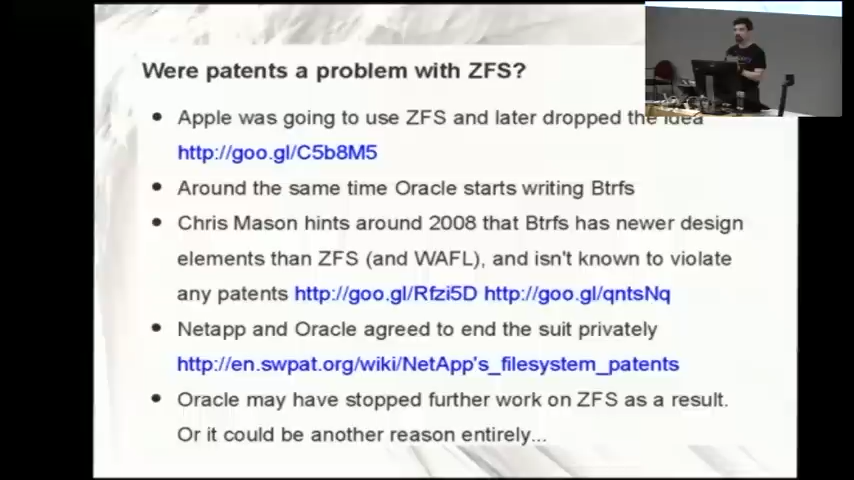 Were patents a problem with ZFS?
Apple was going to use ZFS and later dropped the idea
http://goo.gl/C5b8M5
Around the same time Oracle starts writing Btrfs
Chris Mason hints around 2008 that Btrfs has newer design
elements than ZFS (and WAFL), and isn't known to violate
any patents http://goo.gl/Rfzi5D http://goo.gl/qntsNq
Netapp and Oracle agreed to end the suit privately
http://en.swpat.org/wiki/NetApp's_filesystem_patents
Oracle may have stopped further work on ZFS as a result.
Or it could be another reason entirely...